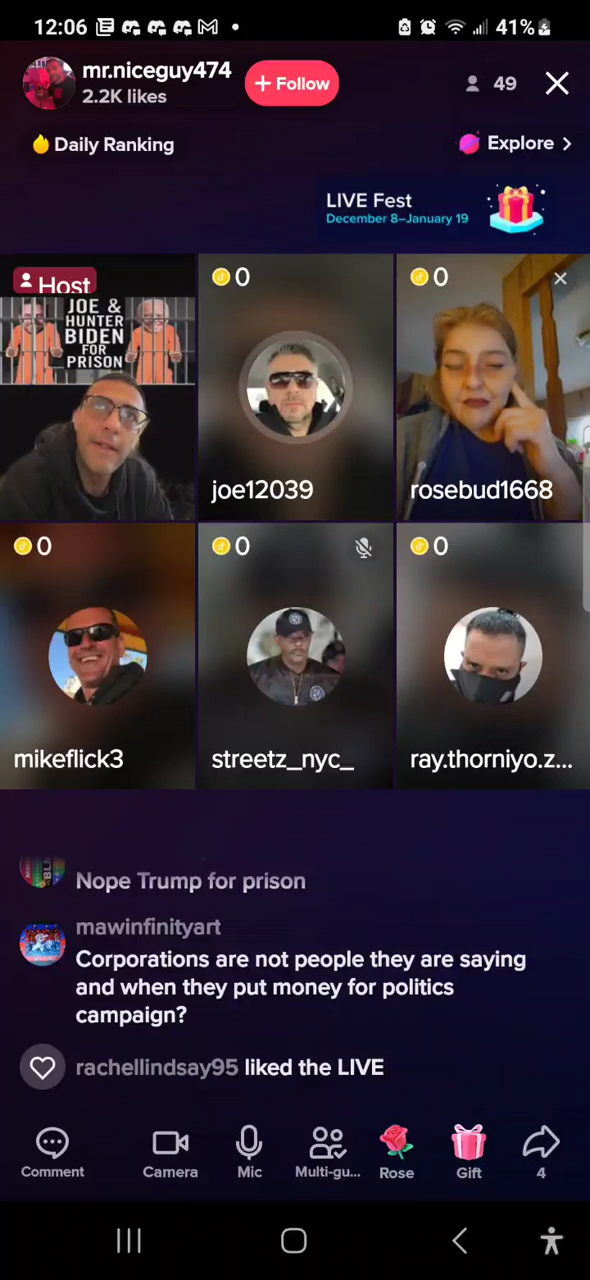 12:06
41%
mr.niceguy474
2.2K likes
+ Follow
49
Daily Ranking
Explore >
LIVE Fest
December 8–January 19
Host
JOE &
HUNTER
BIDEN
FOR
PRISON
0
joe12039
0
rosebud1668
0
mikeflick3
0
streetz_nyc_
0
ray.thorniyo.z...
Nope Trump for prison
mawinfinityart
Corporations are not people they are saying
and when they put money for politics
campaign?
rachellindsay95 liked the LIVE
Comment
Camera
Mic
Multi-gu...
Rose
Gift
4